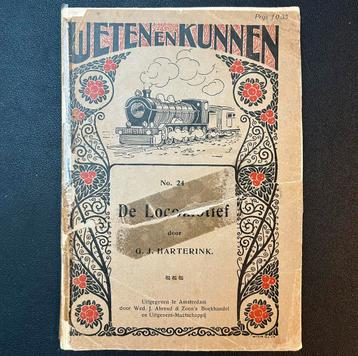 Prijs f 0.35
WETEN EN KUNNEN
No. 24
De Locomotief
door
G. J. HARTERINK.
Uitgegeven te Amsterdam
door Wed. J. Ahrend & Zoon's Boekhandel
en Uitgevers-Maatschappij